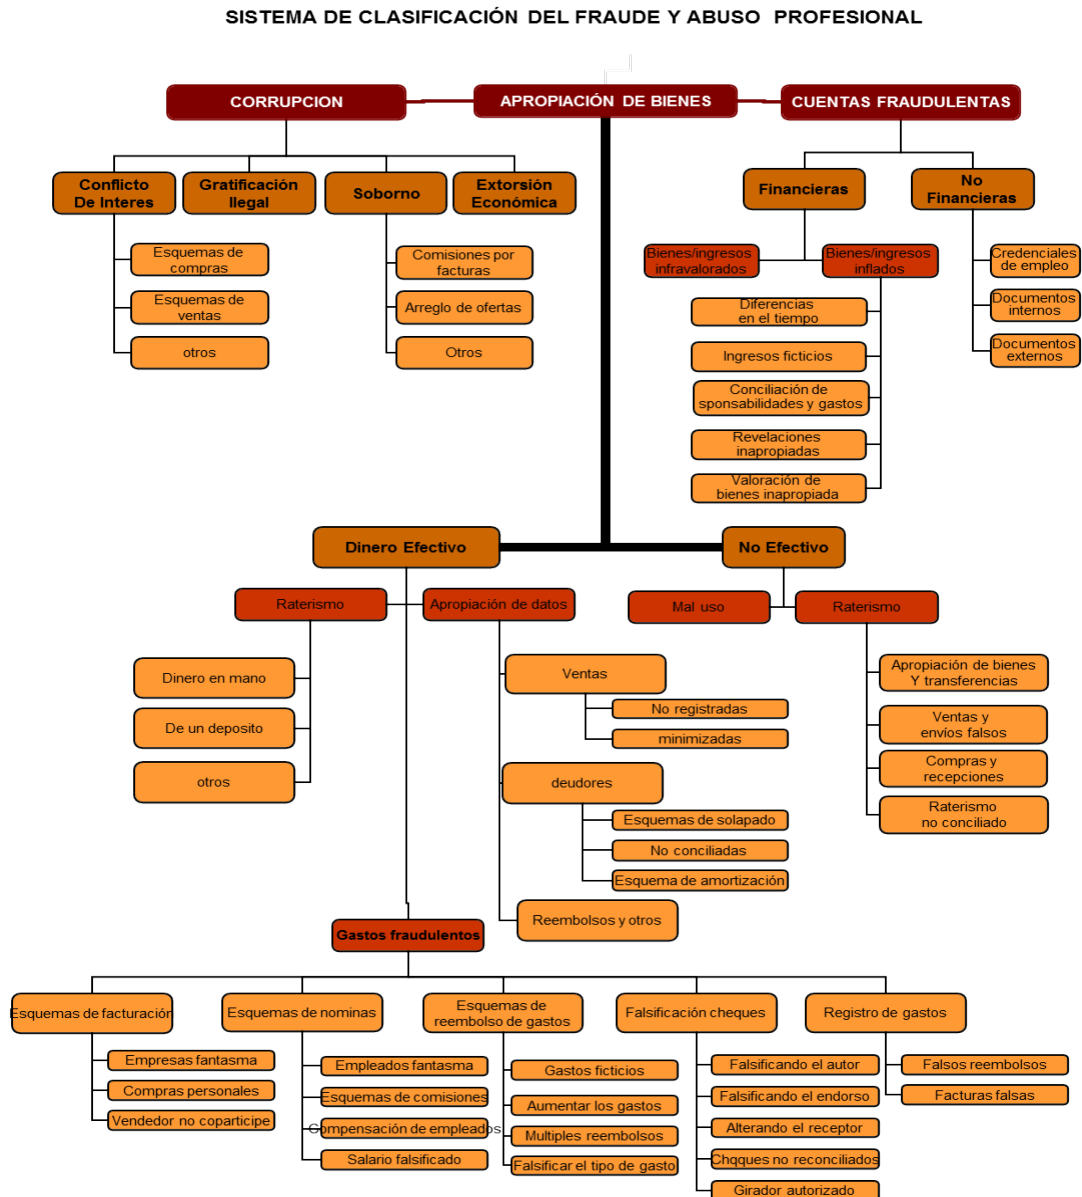 SISTEMA DE CLASIFICACIÓN DEL FRAUDE Y ABUSO PROFESIONAL
CORRUPCION
APROPIACIÓN DE BIENES
CUENTAS FRAUDULENTAS
Conflicto
De Interes
Gratificación
Ilegal
Soborno
Extorsión
Económica
Esquemas de
compras
Esquemas de
ventas
otros
Comisiones por
facturas
Arreglo de ofertas
Otros
Financieras
No
Financieras
Bienes/ingresos
infravalorados
Bienes/ingresos
inflados
Diferencias
en el tiempo
Ingresos ficticios
Conciliación de
sponsabilidades y gastos
Revelaciones
inapropiadas
Valoración de
bienes inapropiada
Credenciales
de empleo
Documentos
internos
Documentos
externos
Dinero Efectivo
No Efectivo
Raterismo
Apropiación de datos
Mal uso
Raterismo
Dinero en mano
De un deposito
otros
Ventas
No registradas
minimizadas
deudores
Esquemas de solapado
No conciliadas
Esquema de amortización
Reembolsos y otros
Apropiación de bienes
Y transferencias
Ventas y
envíos falsos
Compras y
recepciones
Raterismo
no conciliado
Gastos fraudulentos
Esquemas de facturación
Esquemas de nominas
Esquemas de
reembolso de gastos
Falsificación cheques
Registro de gastos
Empresas fantasma
Compras personales
Vendedor no coparticipe
Empleados fantasma
Esquemas de comisiones
Compensación de empleados
Salario falsificado
Gastos ficticios
Aumentar los gastos
Multiples reembolsos
Falsificar el tipo de gasto
Falsificando el autor
Falsificando el endorso
Alterando el receptor
Chqques no reconciliados
Girador autorizado
Falsos reembolsos
Facturas falsas